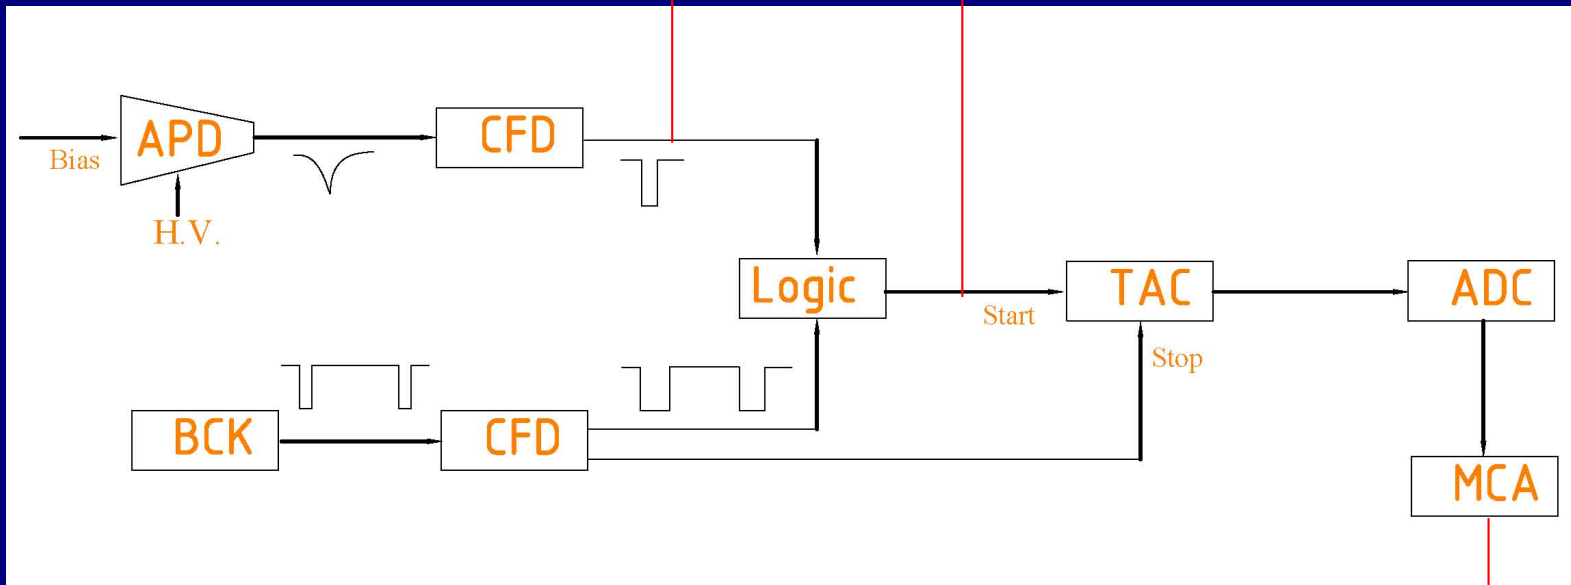 APD
CFD
Bias
H.V.
Logic
TAC
ADC
Start
Stop
BCK
CFD
MCA